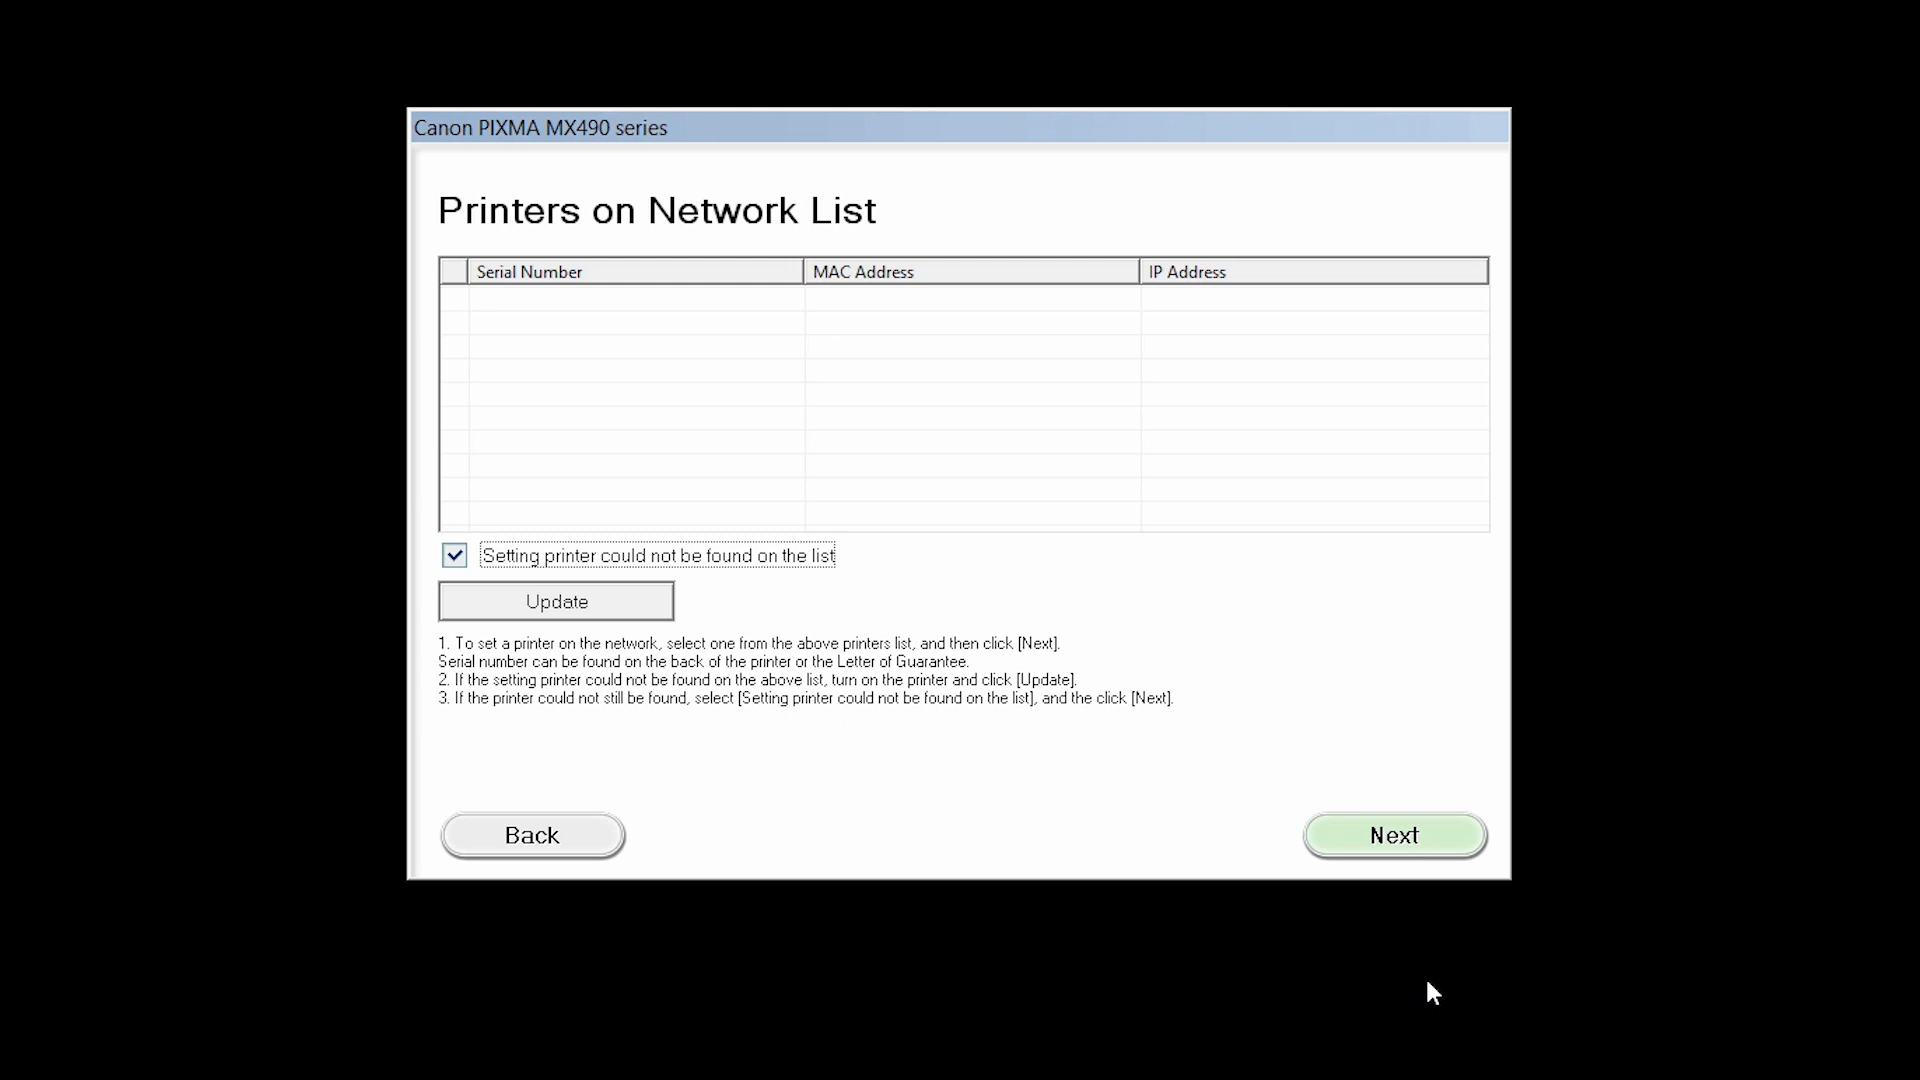 Canon PIXMA MX490 series
Printers on Network List
Serial Number MAC Address IP Address
Setting printer could not be found on the list
Update
1. To set a printer on the network, select one from the above printers list, and then click [Next].
Serial number can be found on the back of the printer or the Letter of Guarantee.
2. If the setting printer could not be found on the above list, turn on the printer and click [Update].
3. If the printer could not still be found, select [Setting printer could not be found on the list], and the click [Next].
Back Next